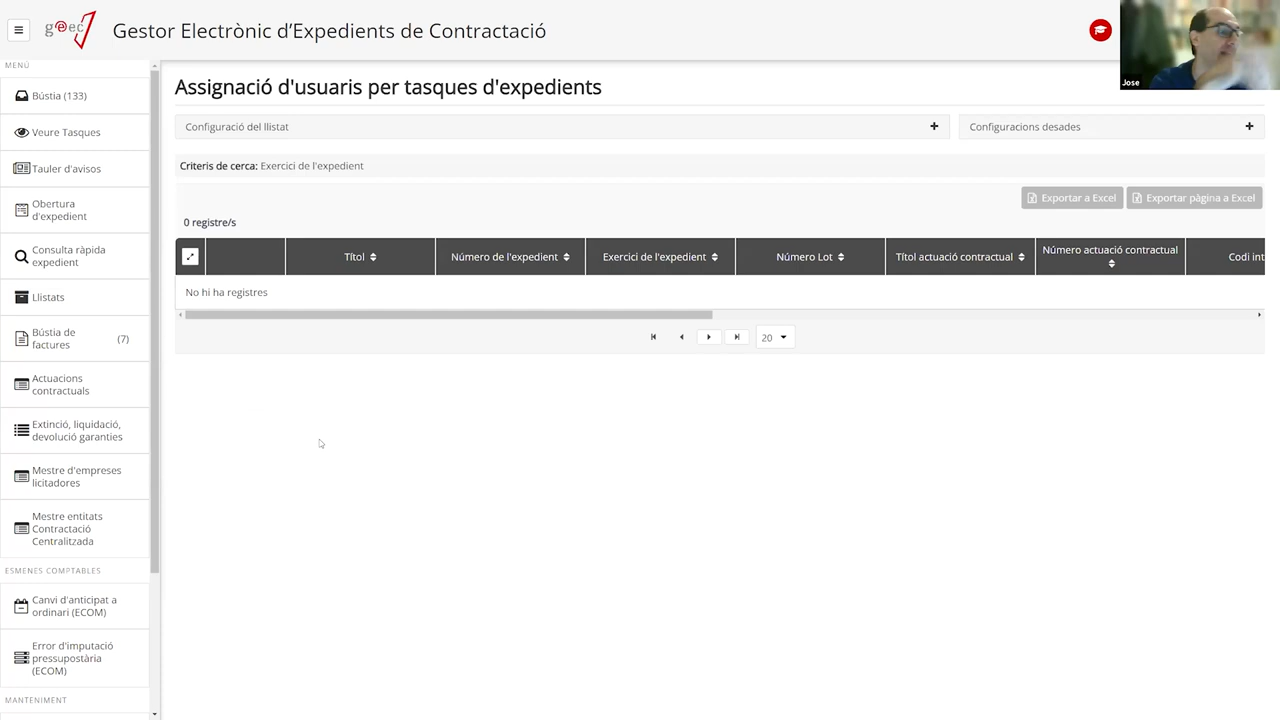 geec
Gestor Electrònic d'Expedients de Contractació
Jose
MENÚ
Bústia (133)
Veure Tasques
Tauler d'avisos
Obertura
d'expedient
Consulta ràpida
expedient
Llistats
Bústia de
factures
(7)
Actuacions
contractuals
Extinció, liquidació,
devolució garanties
Mestre d'empreses
licitadores
Mestre entitats
Contractació
Centralitzada
ESMENES COMPTABLES
Canvi d'anticipat a
ordinari (ECOM)
Error d'imputació
pressupostària
(ECOM)
MANTENIMENT
Assignació d'usuaris per tasques d'expedients
Configuració del llistat
Configuracions desades
Criteris de cerca: Exercici de l'expedient
Exportar a Excel
Exportar pàgina a Excel
0 registre/s
Títol
Número de l'expedient
Exercici de l'expedient
Número Lot
Títol actuació contractual
Número actuació contractual
Codi int
No hi ha registres
20